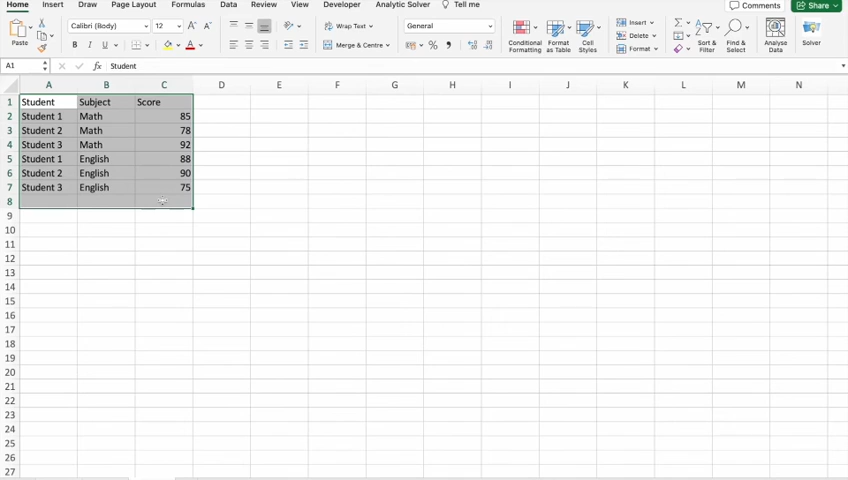 Home Insert Draw Page Layout Formulas Data Review View Developer Analytic Solver Tell me Comments Share
Paste Calibri (Body) 12 A A Wrap Text General Insert
B I U A Merge & Centre % Conditional Formatting Format as Table Cell Styles Delete Format Sort & Filter Find & Select Analyse Data Solver
A1 fx Student
A B C D E F G H I J K L M N
1 Student Subject Score
2 Student 1 Math 85
3 Student 2 Math 78
4 Student 3 Math 92
5 Student 1 English 88
6 Student 2 English 90
7 Student 3 English 75
8
9
10
11
12
13
14
15
16
17
18
19
20
21
22
23
24
25
26
27